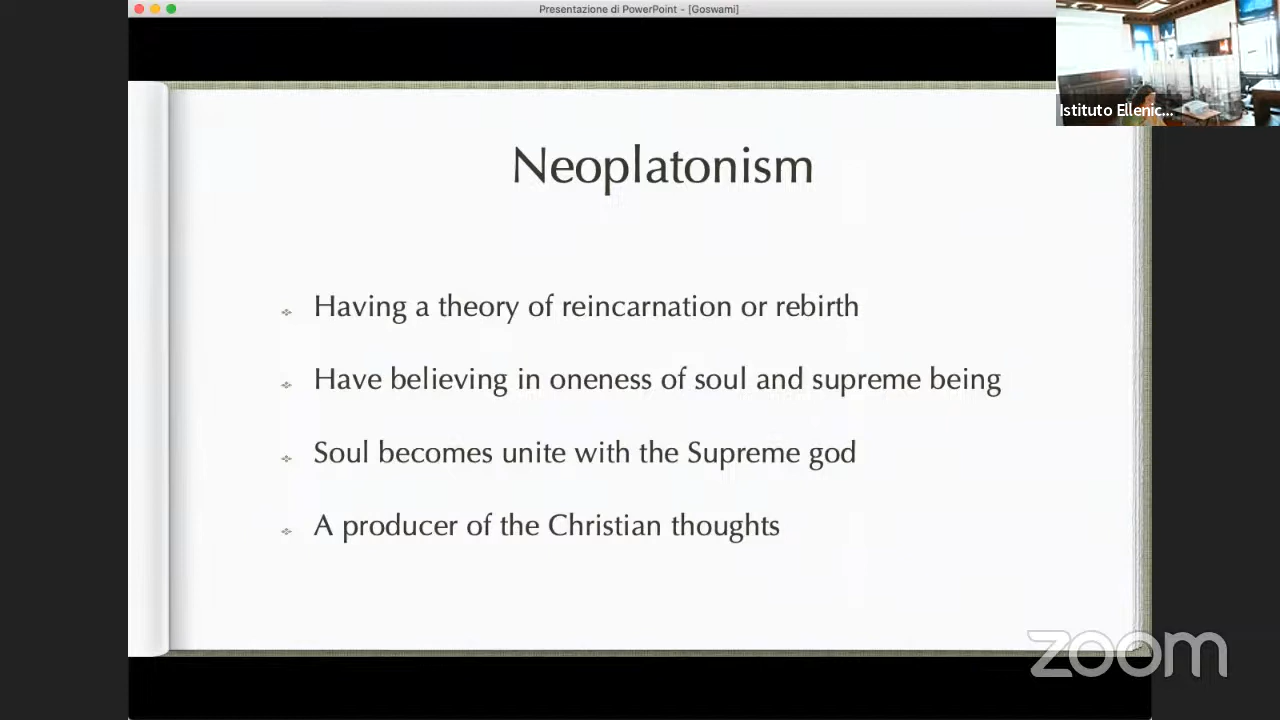 Presentazione di PowerPoint - [Goswami]
Istituto Ellenic...
Neoplatonism
Having a theory of reincarnation or rebirth
Have believing in oneness of soul and supreme being
Soul becomes unite with the Supreme god
A producer of the Christian thoughts
zoom